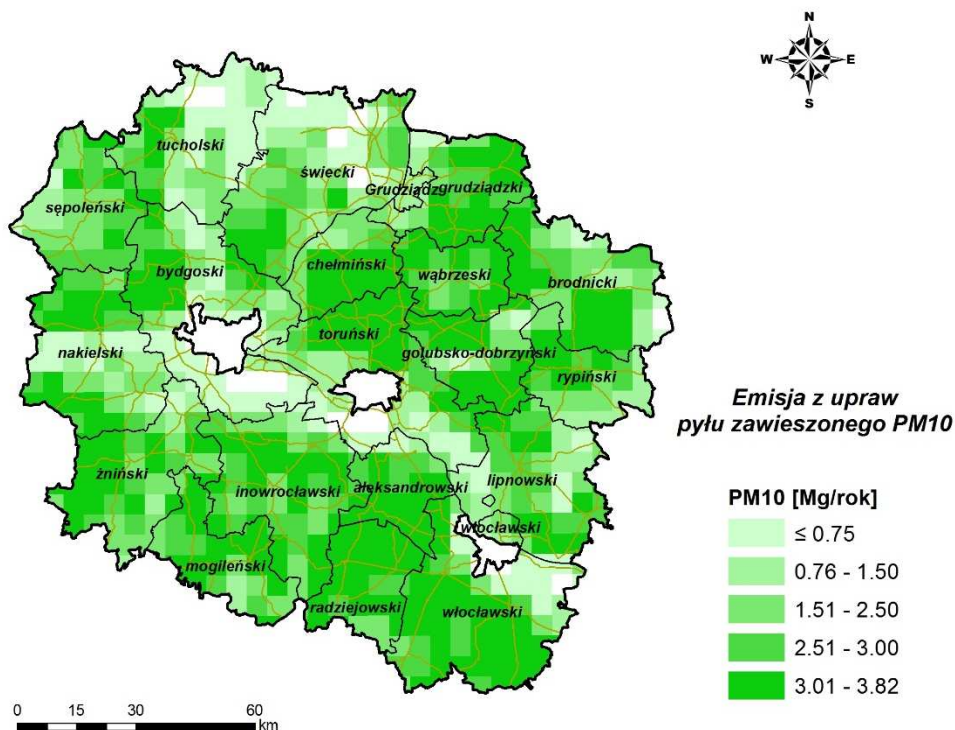 N
W E
S
tucholski
świecki
Grudziądz
grudziądzki
sępoleński
bydgoski
chełmiński
wąbrzeski
brodnicki
toruński
nakielski
golubsko-dobrzyński
rypiński
Emisja z upraw
pyłu zawieszonego PM10
żniński
inowrocławski
aleksandrowski
lipnowski
PM10 [Mg/rok]
≤ 0.75
włocławski
0.76 - 1.50
mogileński
radziejowski
włocławski
1.51 - 2.50
2.51 - 3.00
3.01 - 3.82
0 15 30 60
km